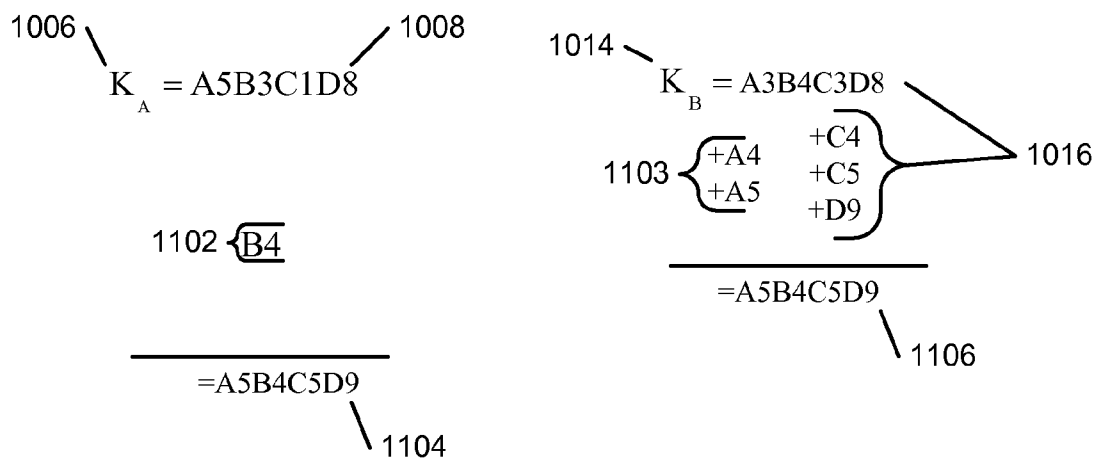 1006
1008
K_A = A5B3C1D8
1102
B4
=A5B4C5D9
1104
1014
K_B = A3B4C3D8
1016
1103
+A4
+A5
+C4
+C5
+D9
=A5B4C5D9
1106